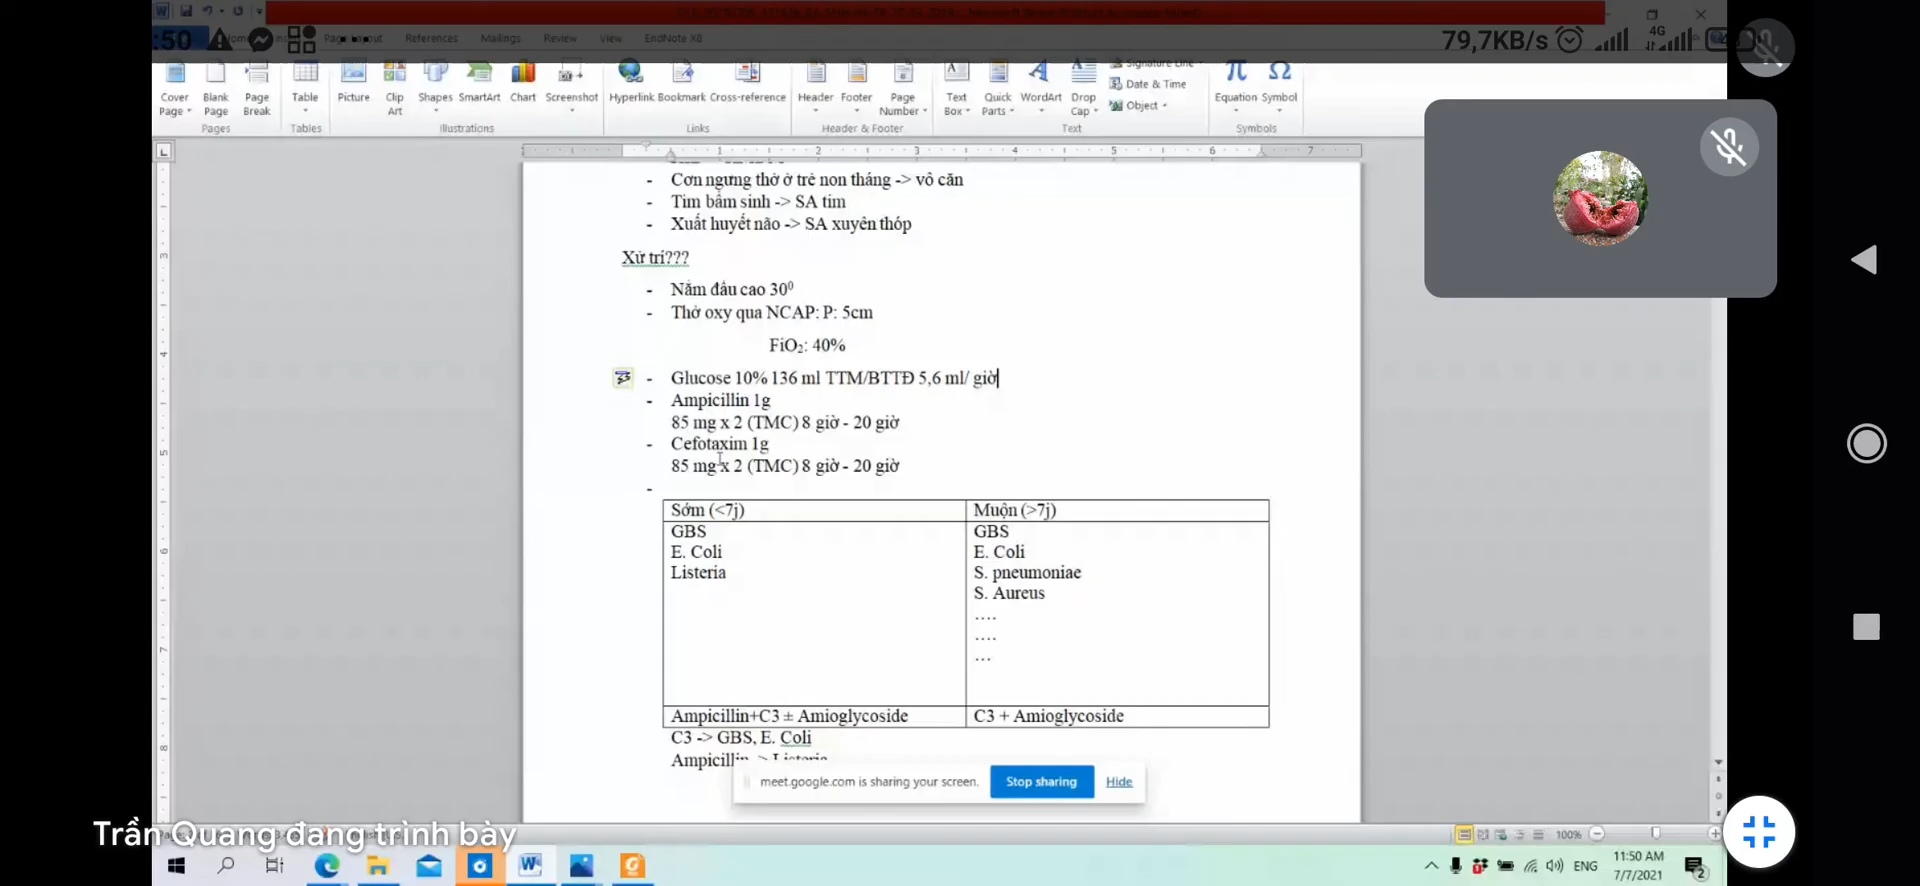 :50
79,7KB/s
4G
References Mailings Review View EndNote X8
Cover Page
Blank Page
Page Break
Table
Picture
Clip Art
Shapes
SmartArt
Chart
Screenshot
Hyperlink
Bookmark
Cross-reference
Header
Footer
Page Number
Text Box
Quick Parts
WordArt
Drop Cap
Signature Line
Date & Time
Object
Equation
Symbol
Pages
Tables
Illustrations
Links
Header & Footer
Text
Symbols
- Cơn ngưng thở ở trẻ non tháng -> vô căn
- Tim bẩm sinh -> SA tim
- Xuất huyết não -> SA xuyên thóp
Xử trí???
- Nằm đầu cao 30⁰
- Thở oxy qua NCAP: P: 5cm
FiO₂: 40%
- Glucose 10% 136 ml TTM/BTTĐ 5,6 ml/ giờ
- Ampicillin 1g
85 mg x 2 (TMC) 8 giờ - 20 giờ
- Cefotaxim 1g
85 mg x 2 (TMC) 8 giờ - 20 giờ
-
Sớm (<7j)
Muộn (>7j)
GBS
E. Coli
Listeria
GBS
E. Coli
S. pneumoniae
S. Aureus
....
....
...
Ampicillin+C3 ± Amioglycoside
C3 + Amioglycoside
C3 -> GBS, E. Coli
Ampicillin -> Listeria
meet.google.com is sharing your screen.
Stop sharing
Hide
Trần Quang đang trình bày
100%
ENG
11:50 AM
7/7/2021
2